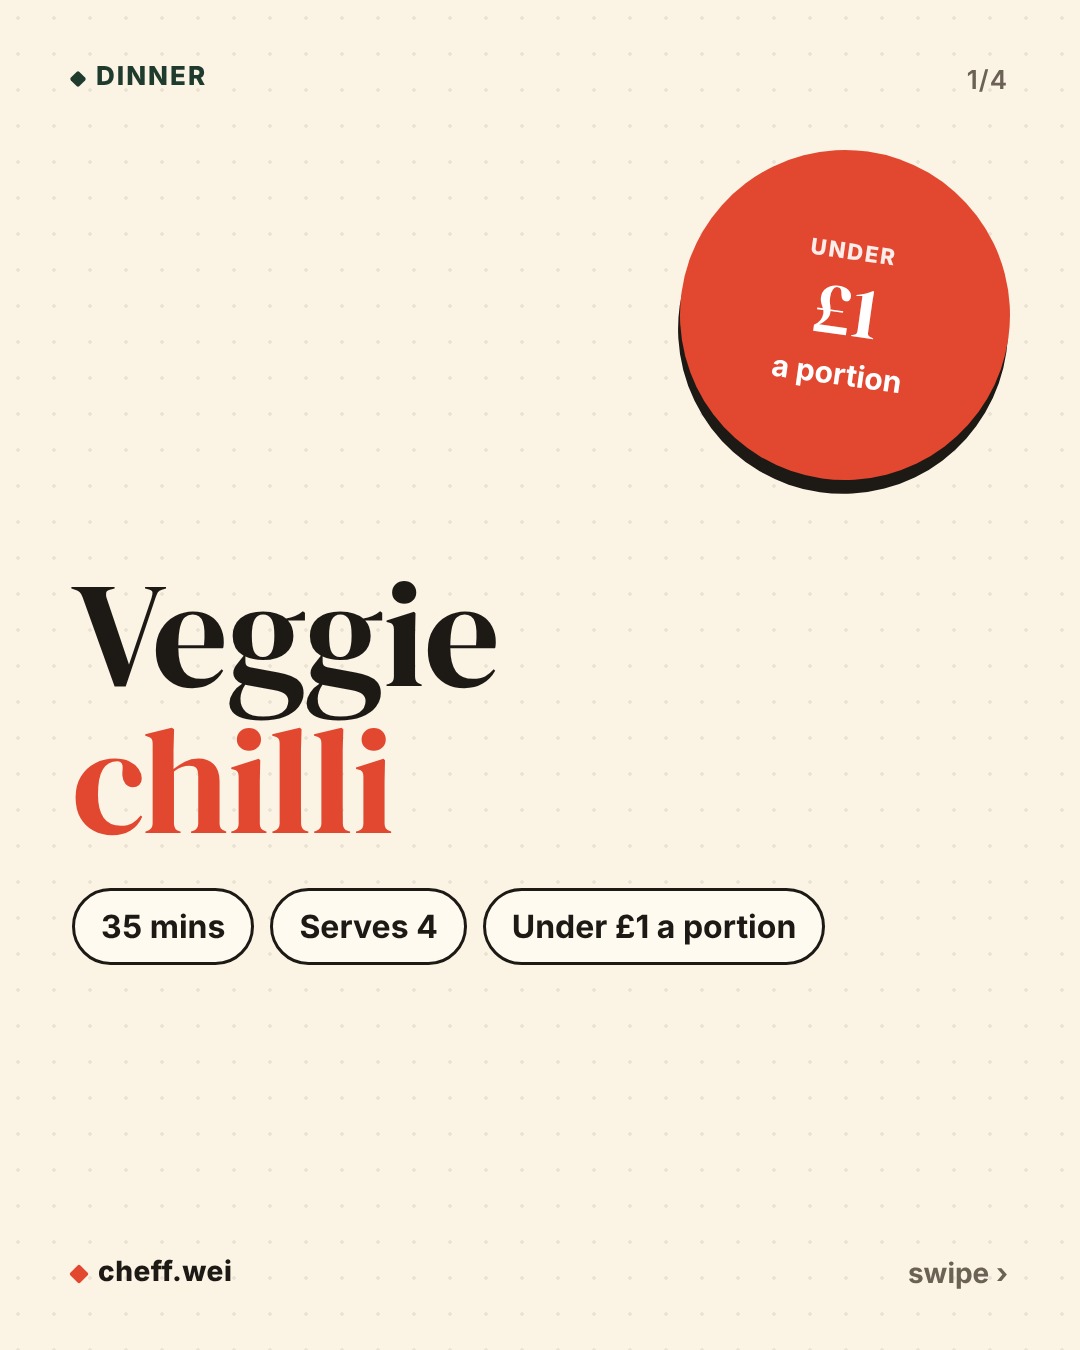 DINNER
1/4
UNDER
£1
a portion
Veggie
chilli
35 mins
Serves 4
Under £1 a portion
cheff.wei
swipe ›